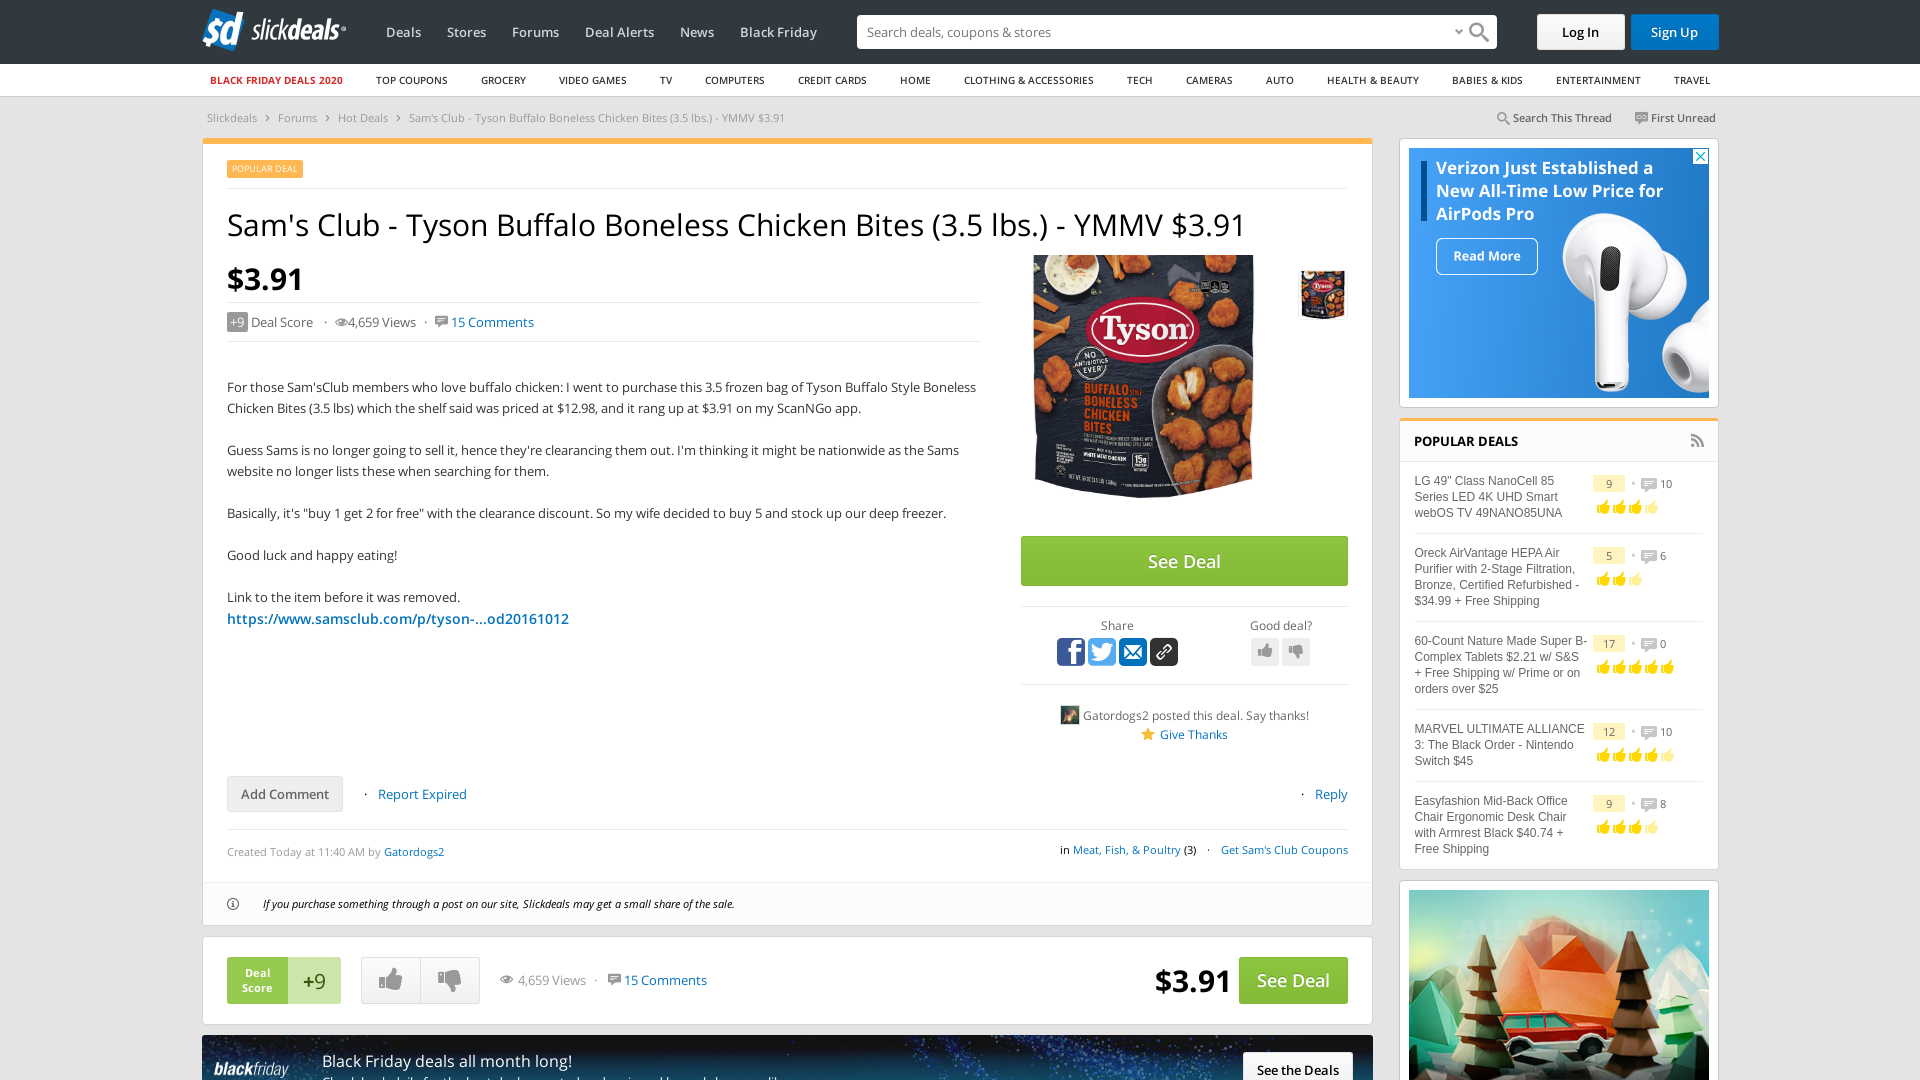 sd slickdeals
Deals
Stores
Forums
Deal Alerts
News
Black Friday
Search deals, coupons & stores
Log In
Sign Up
BLACK FRIDAY DEALS 2020
TOP COUPONS
GROCERY
VIDEO GAMES
TV
COMPUTERS
CREDIT CARDS
HOME
CLOTHING & ACCESSORIES
TECH
CAMERAS
AUTO
HEALTH & BEAUTY
BABIES & KIDS
ENTERTAINMENT
TRAVEL
Slickdeals › Forums › Hot Deals › Sam's Club - Tyson Buffalo Boneless Chicken Bites (3.5 lbs.) - YMMV $3.91
Search This Thread
First Unread
POPULAR DEAL
Sam's Club - Tyson Buffalo Boneless Chicken Bites (3.5 lbs.) - YMMV $3.91
$3.91
+9 Deal Score · 4,659 Views · 15 Comments
For those Sam'sClub members who love buffalo chicken: I went to purchase this 3.5 frozen bag of Tyson Buffalo Style Boneless
Chicken Bites (3.5 lbs) which the shelf said was priced at $12.98, and it rang up at $3.91 on my ScanNGo app.
Guess Sams is no longer going to sell it, hence they're clearancing them out. I'm thinking it might be nationwide as the Sams
website no longer lists these when searching for them.
Basically, it's "buy 1 get 2 for free" with the clearance discount. So my wife decided to buy 5 and stock up our deep freezer.
Good luck and happy eating!
Link to the item before it was removed.
https://www.samsclub.com/p/tyson-...od20161012
Tyson
NO
ANTIBIOTICS
EVER
BUFFALO STYLE
BONELESS
CHICKEN
BITES
WHITE MEAT CHICKEN
15g
Tyson
See Deal
Share
Good deal?
Gatordogs2 posted this deal. Say thanks!
Give Thanks
Add Comment · Report Expired
· Reply
Created Today at 11:40 AM by Gatordogs2
in Meat, Fish, & Poultry (3) · Get Sam's Club Coupons
If you purchase something through a post on our site, Slickdeals may get a small share of the sale.
Deal
Score
+9
4,659 Views · 15 Comments
$3.91
See Deal
blackfriday
Black Friday deals all month long!
See the Deals
Verizon Just Established a
New All-Time Low Price for
AirPods Pro
Read More
POPULAR DEALS
LG 49" Class NanoCell 85
Series LED 4K UHD Smart
webOS TV 49NANO85UNA
9 • 10
Oreck AirVantage HEPA Air
Purifier with 2-Stage Filtration,
Bronze, Certified Refurbished -
$34.99 + Free Shipping
5 • 6
60-Count Nature Made Super B-
Complex Tablets $2.21 w/ S&S
+ Free Shipping w/ Prime or on
orders over $25
17 • 0
MARVEL ULTIMATE ALLIANCE
3: The Black Order - Nintendo
Switch $45
12 • 10
Easyfashion Mid-Back Office
Chair Ergonomic Desk Chair
with Armrest Black $40.74 +
Free Shipping
9 • 8
ALL WEATHER